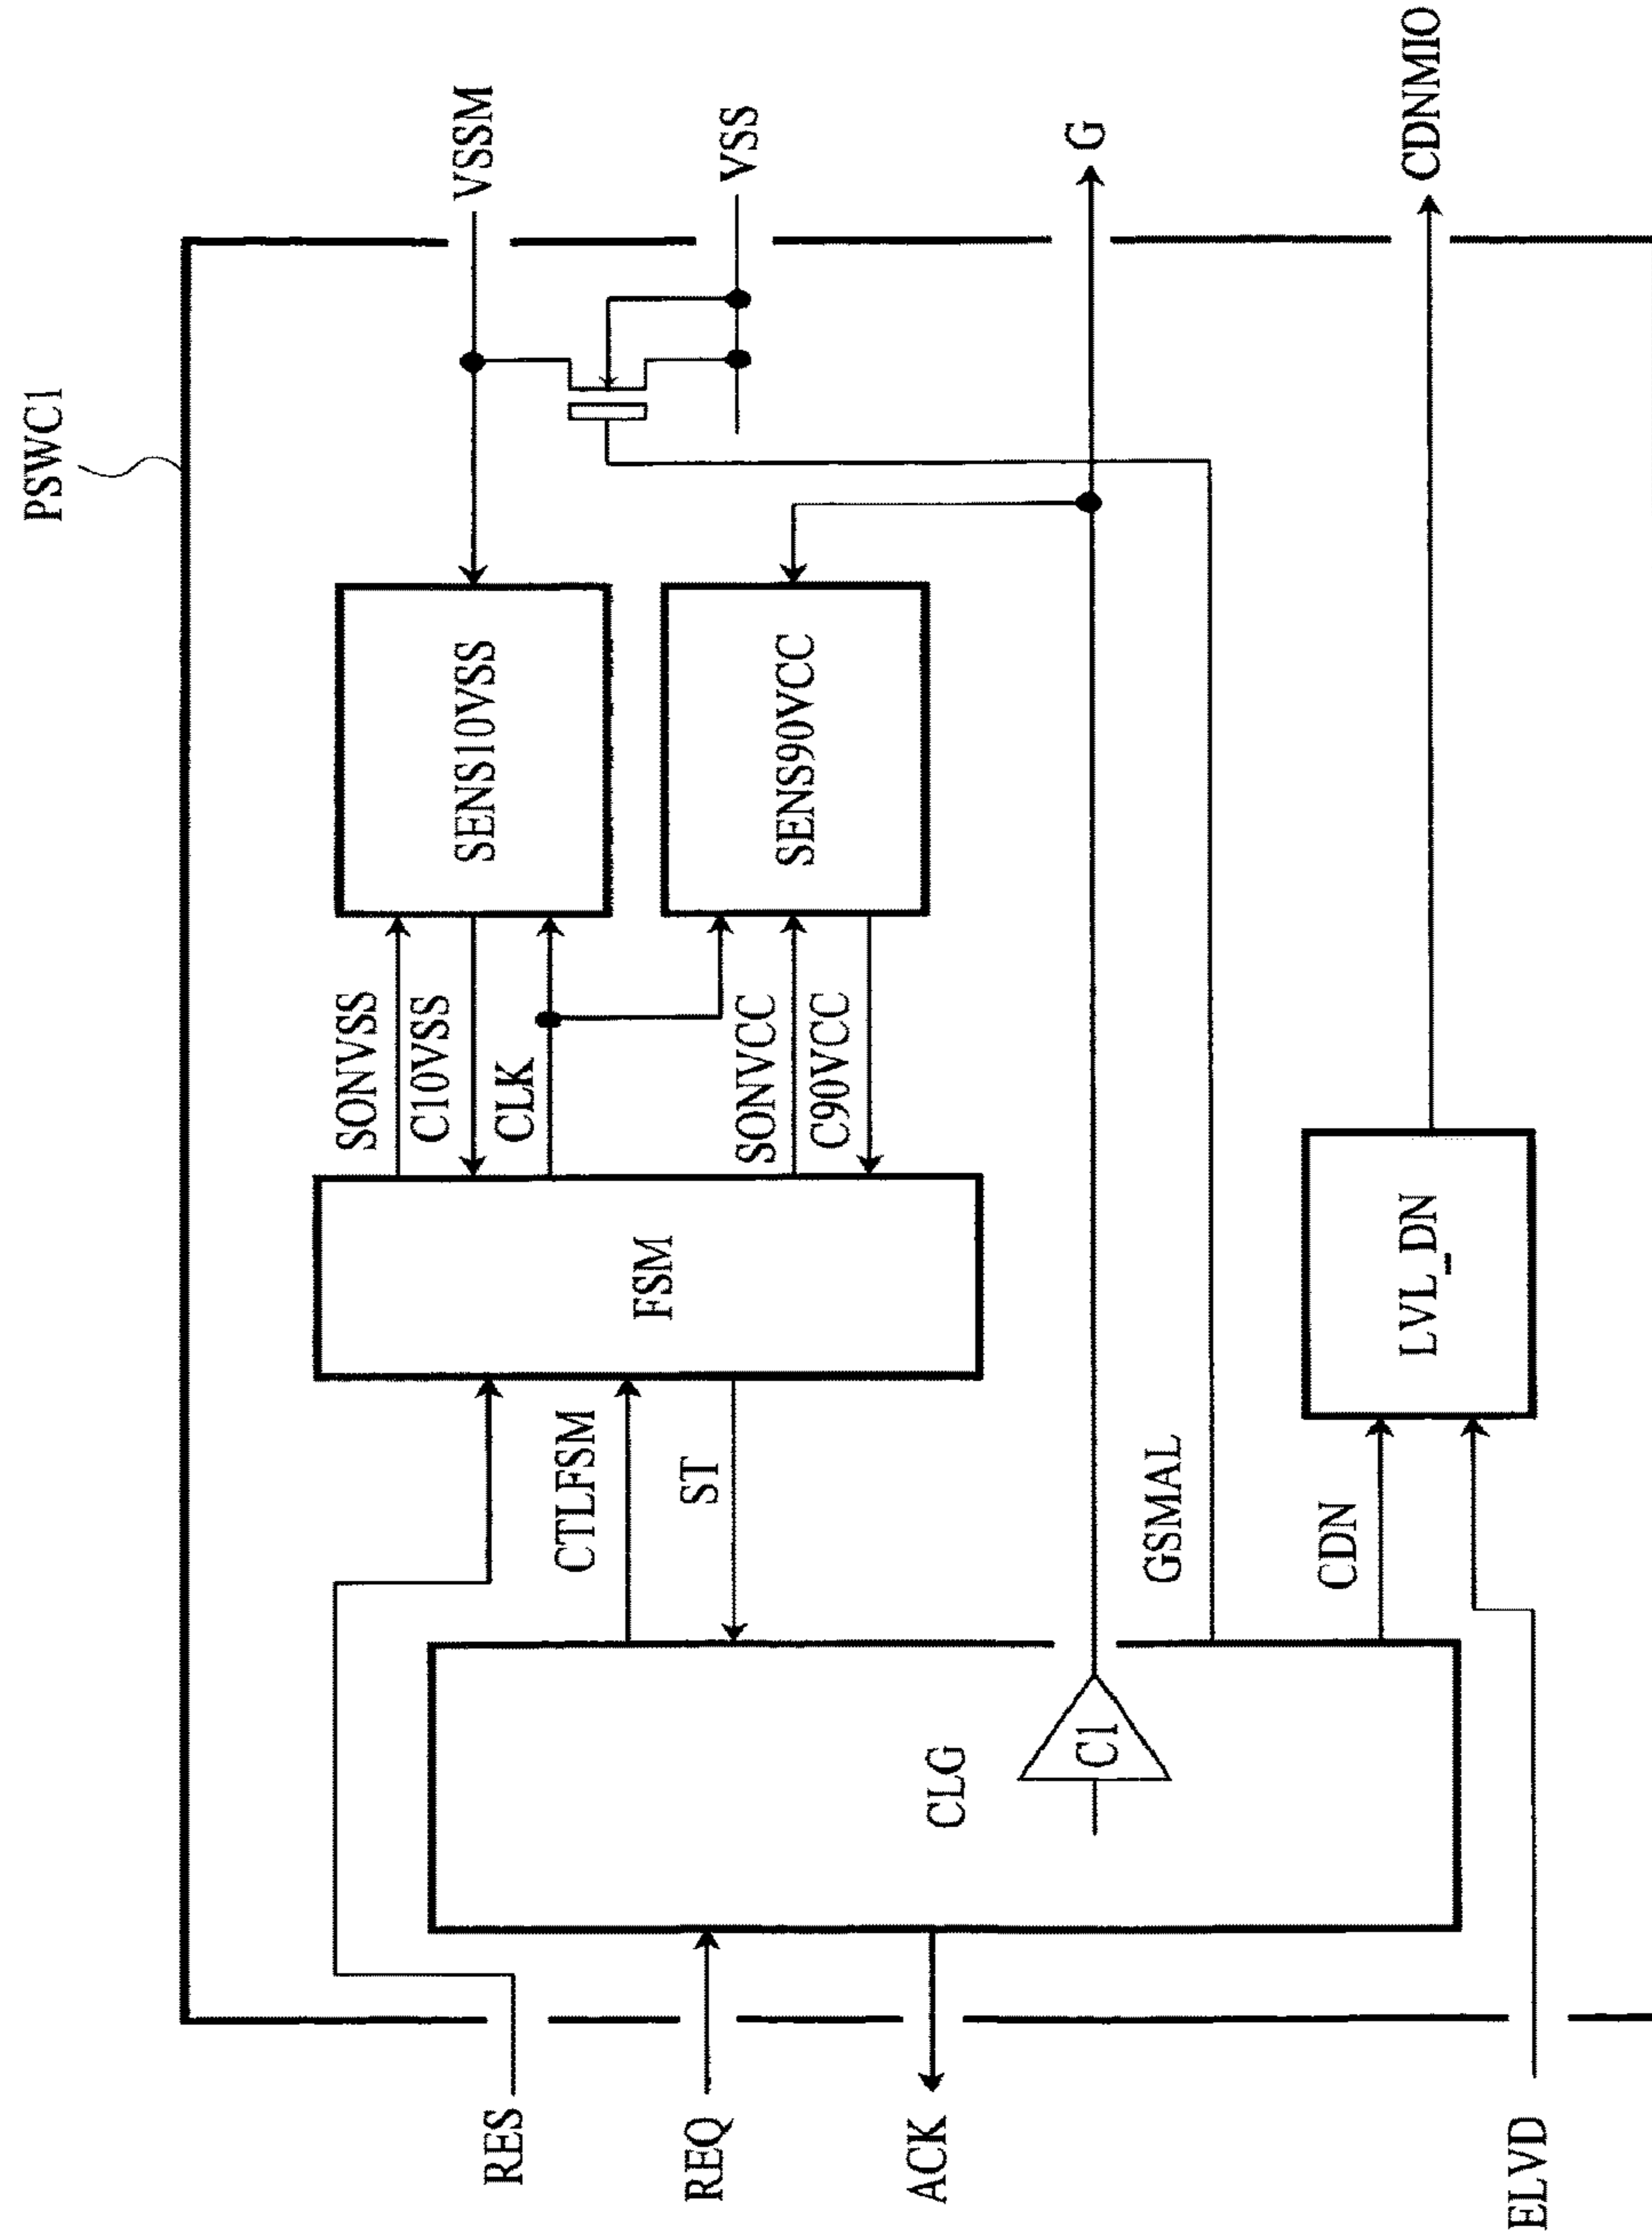 PSWC1
VSSM
VSS
G
CDNMIO
SENS10VSS
SENS90VCC
SONVSS
C10VSS
CLK
SONVCC
C90VCC
FSM
LVL_DN
CTLFSM
ST
GSMAL
CDN
CLG
C1
RES
REQ
ACK
ELVD